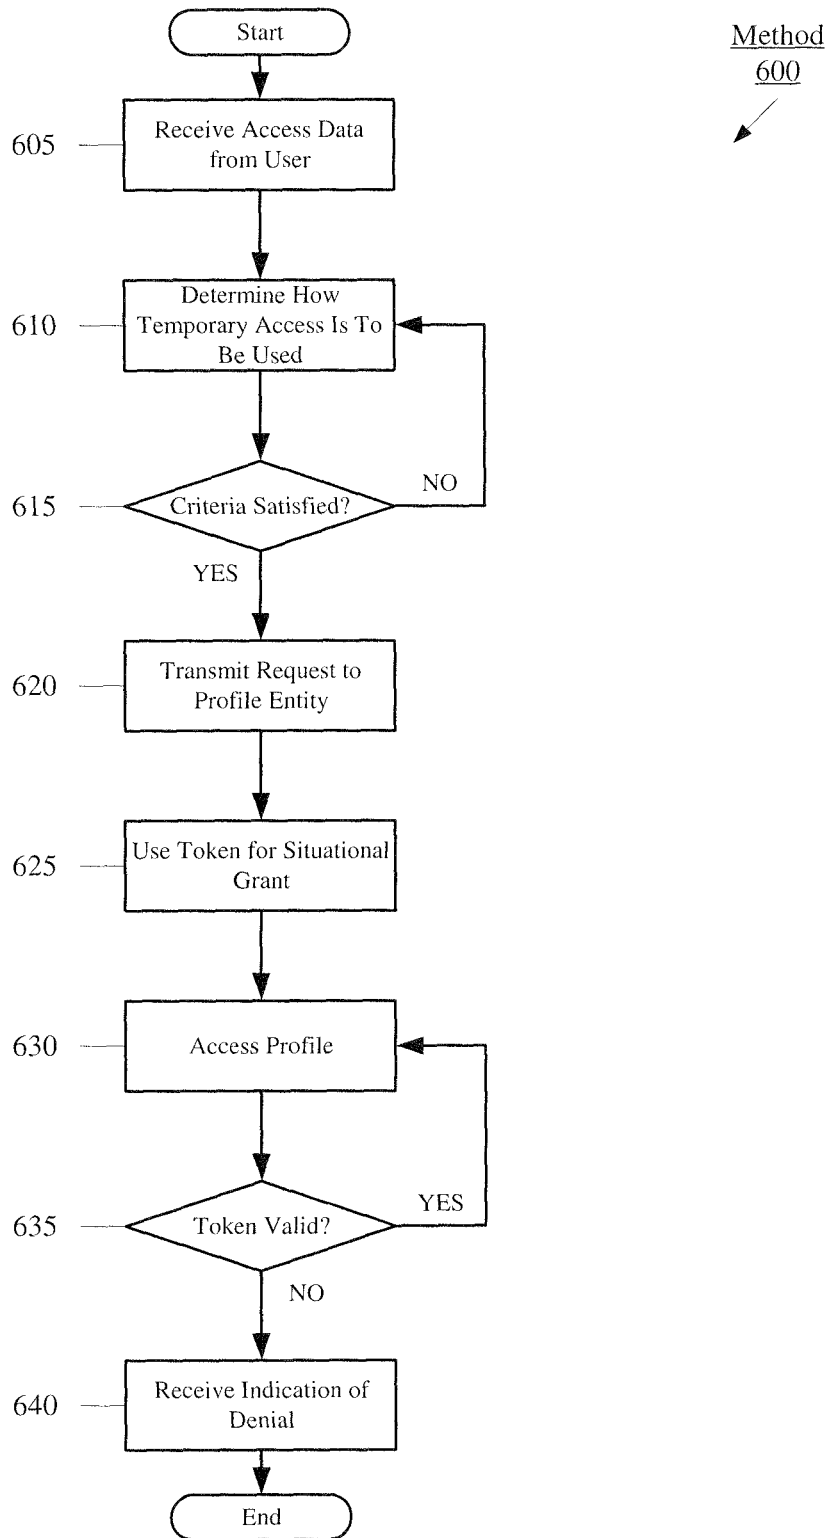 Start
Method
600
605
Receive Access Data
from User
610
Determine How
Temporary Access Is To
Be Used
615
Criteria Satisfied?
NO
YES
620
Transmit Request to
Profile Entity
625
Use Token for Situational
Grant
630
Access Profile
635
Token Valid?
YES
NO
640
Receive Indication of
Denial
End